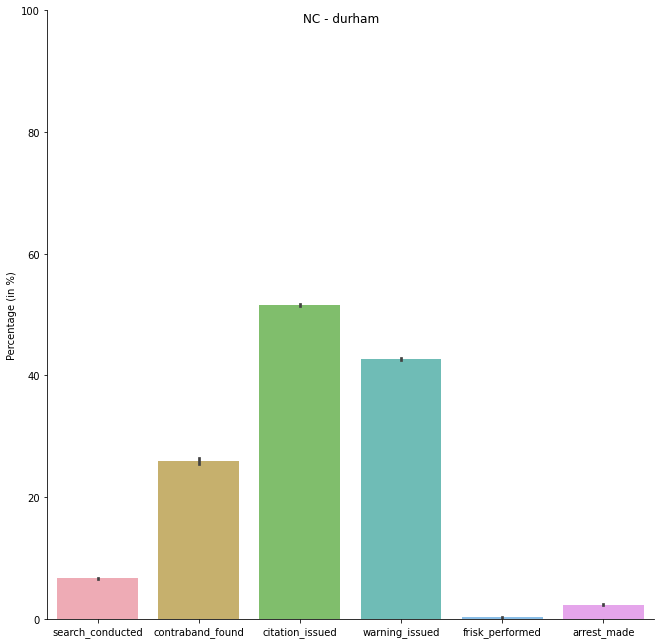 NC - durham
100
80
60
40
20
0
Percentage (in %)
search_conducted contraband_found citation_issued warning_issued frisk_performed arrest_made